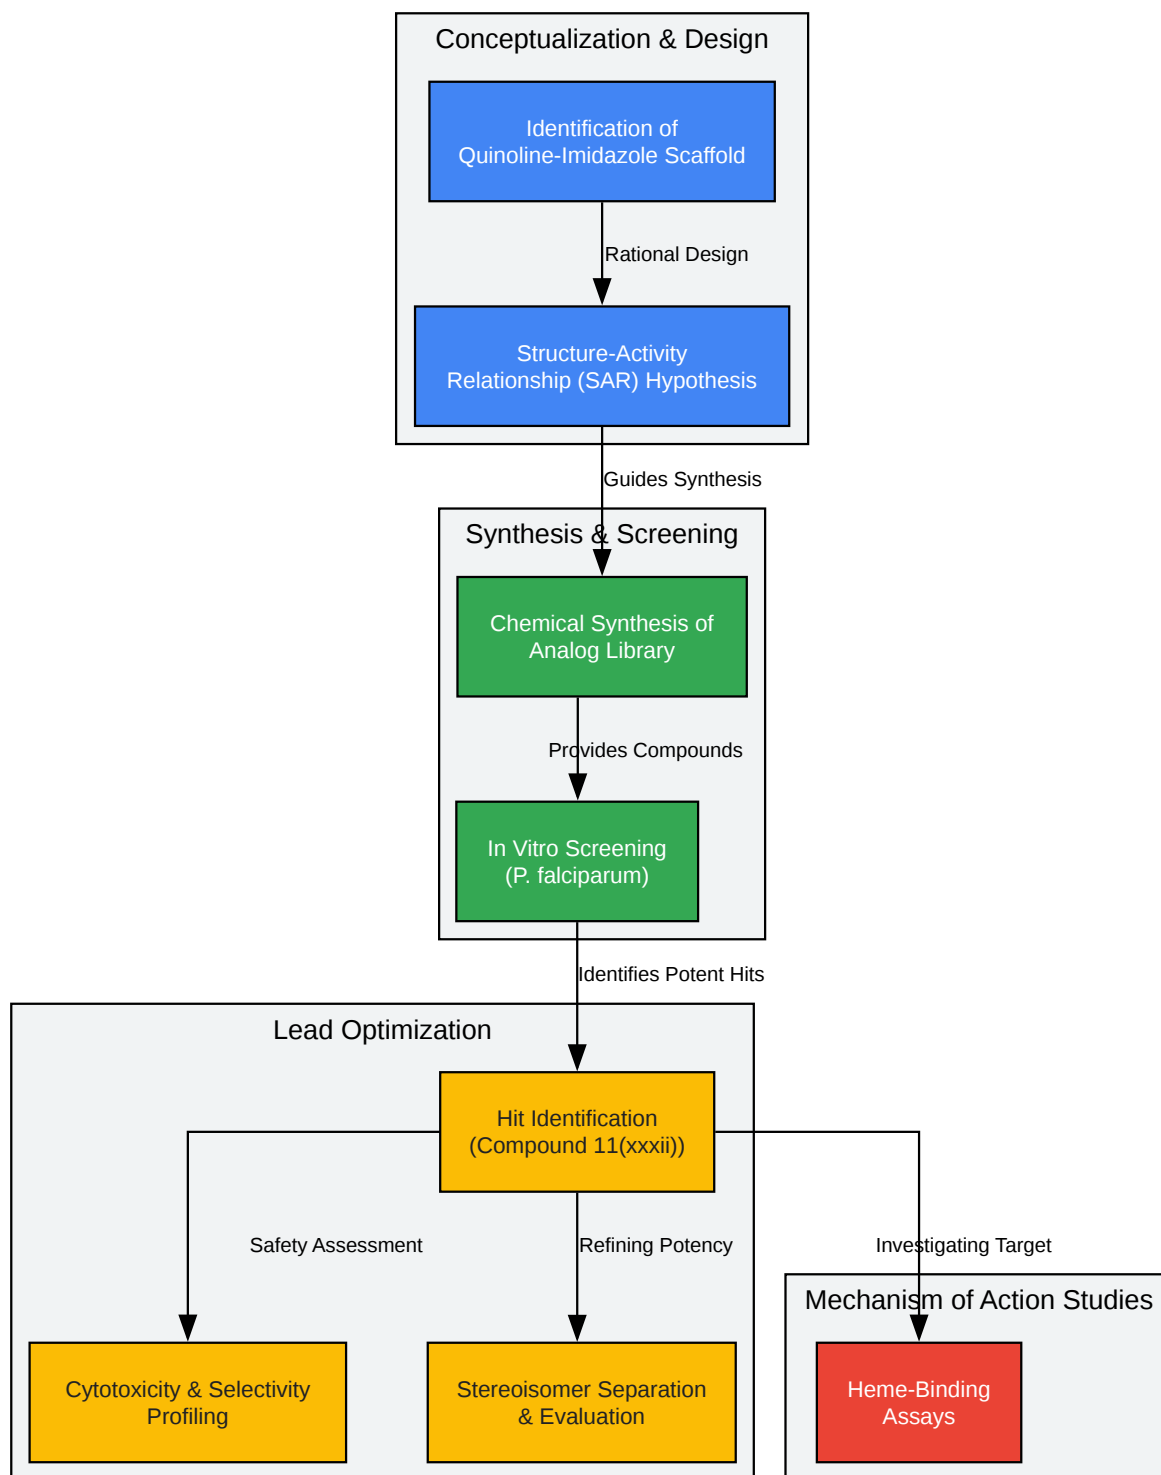 Conceptualization & Design
Identification of
Quinoline-Imidazole Scaffold
Rational Design
Structure-Activity
Relationship (SAR) Hypothesis
Guides Synthesis
Synthesis & Screening
Chemical Synthesis of
Analog Library
Provides Compounds
In Vitro Screening
(P. falciparum)
Identifies Potent Hits
Lead Optimization
Hit Identification
(Compound 11(xxxii))
Safety Assessment
Refining Potency
Investigating Target
Mechanism of Action Studies
Cytotoxicity & Selectivity
Profiling
Stereoisomer Separation
& Evaluation
Heme-Binding
Assays